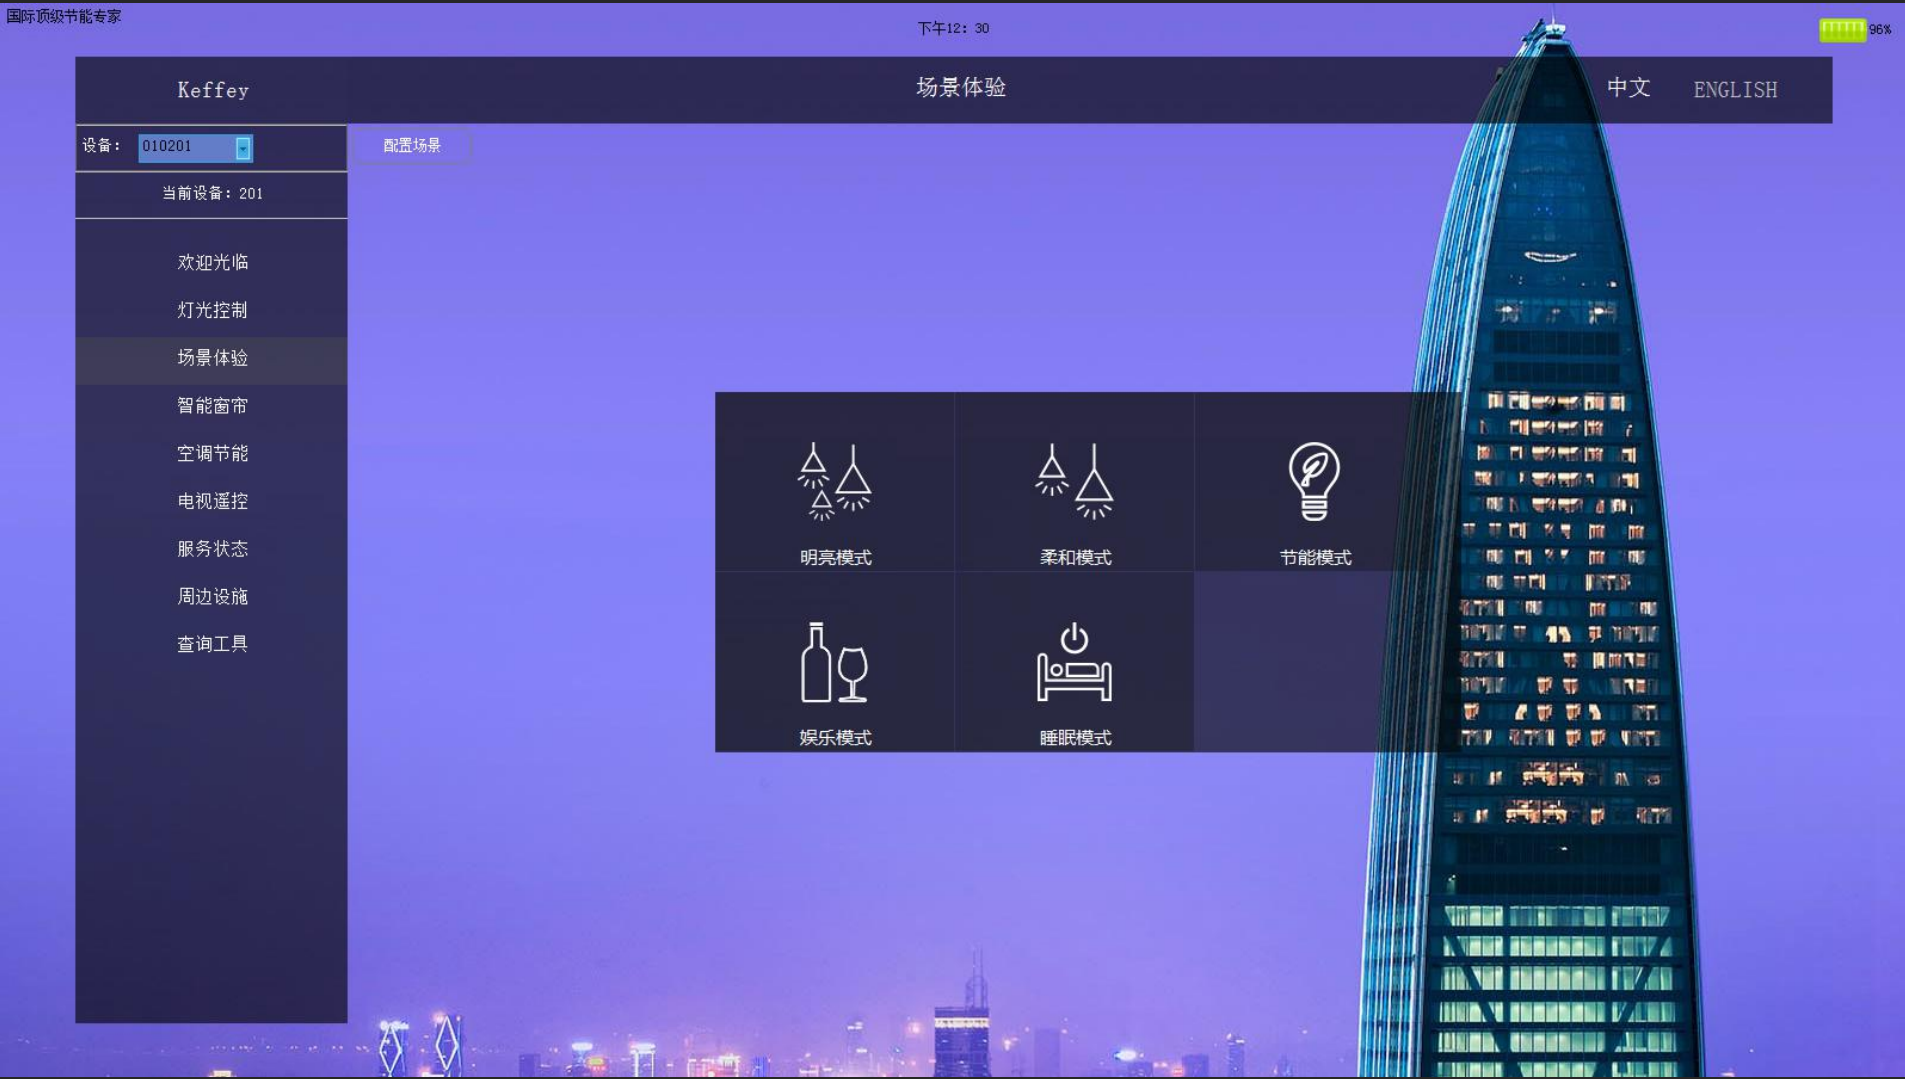 国际顶级节能专家
下午12: 30
96%
Keffey
场景体验
中文
ENGLISH
设备:
010201
配置场景
当前设备: 201
欢迎光临
灯光控制
场景体验
智能窗帘
空调节能
电视遥控
服务状态
周边设施
查询工具
明亮模式
柔和模式
节能模式
娱乐模式
睡眠模式